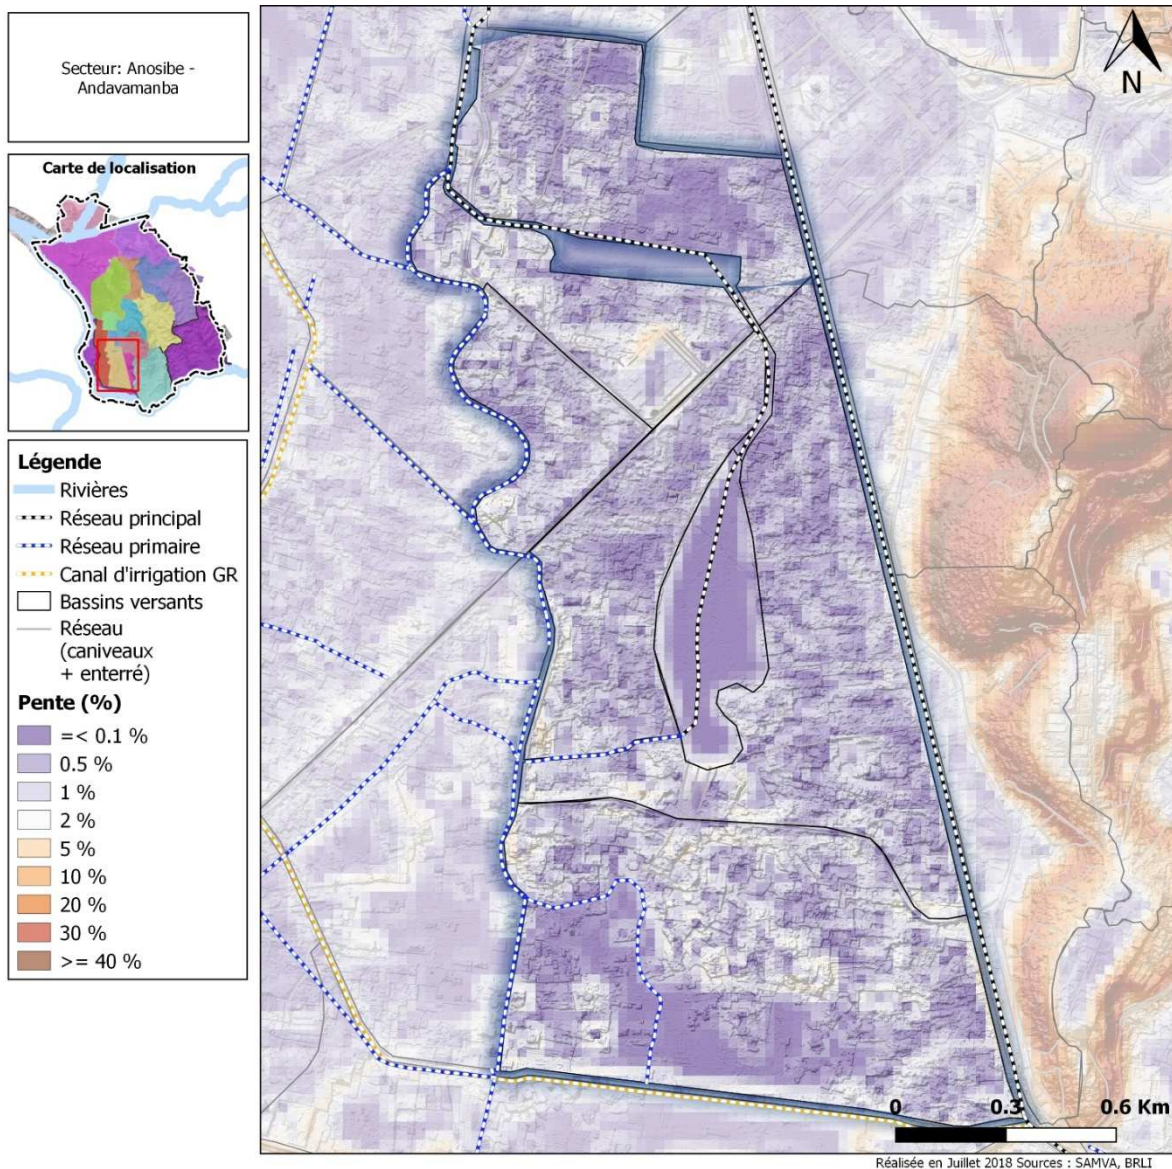 Secteur: Anosibe -
Andavamanba
Carte de localisation
Légende
Rivières
Réseau principal
Réseau primaire
Canal d'irrigation GR
Bassins versants
Réseau
(caniveaux
+ enterré)
Pente (%)
=< 0.1 %
0.5 %
1 %
2 %
5 %
10 %
20 %
30 %
>= 40 %
N
0 0.3 0.6 Km
Réalisée en Juillet 2018 Sources : SAMVA, BRLI